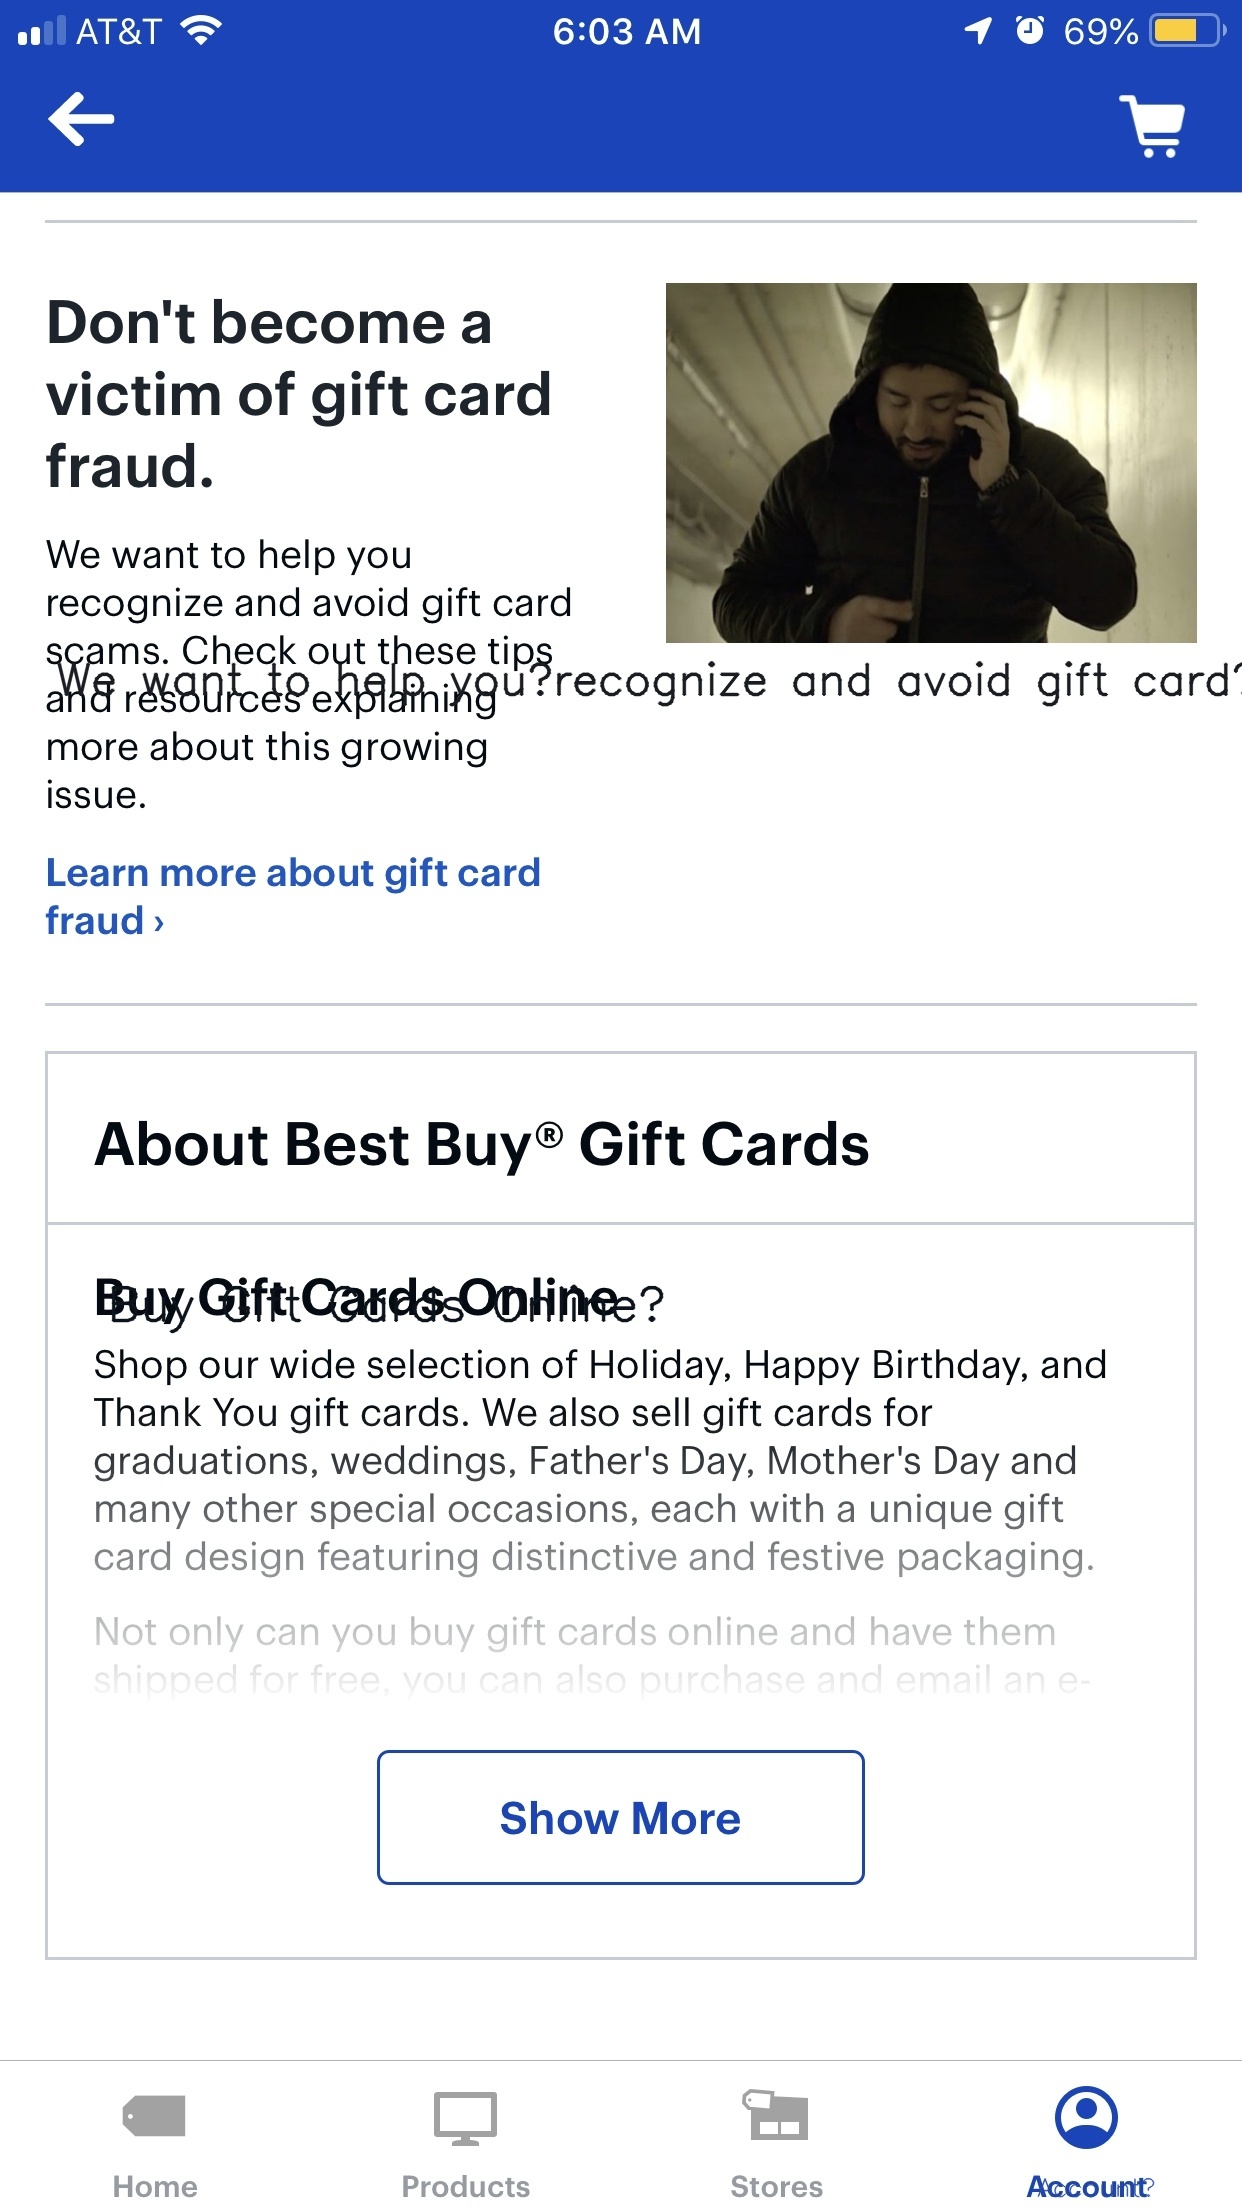 AT&T 6:03 AM 69%
Don't become a
victim of gift card
fraud.
We want to help you
recognize and avoid gift card
scams. Check out these tips
We want to help you?recognize and avoid gift card?
and resources explaining
more about this growing
issue.
Learn more about gift card
fraud ›
About Best Buy® Gift Cards
Buy Gift Cards Online
Buy Gift Cards Online?
Shop our wide selection of Holiday, Happy Birthday, and
Thank You gift cards. We also sell gift cards for
graduations, weddings, Father's Day, Mother's Day and
many other special occasions, each with a unique gift
card design featuring distinctive and festive packaging.
Not only can you buy gift cards online and have them
shipped for free, you can also purchase and email an e-
Show More
Home Products Stores Account
Account?